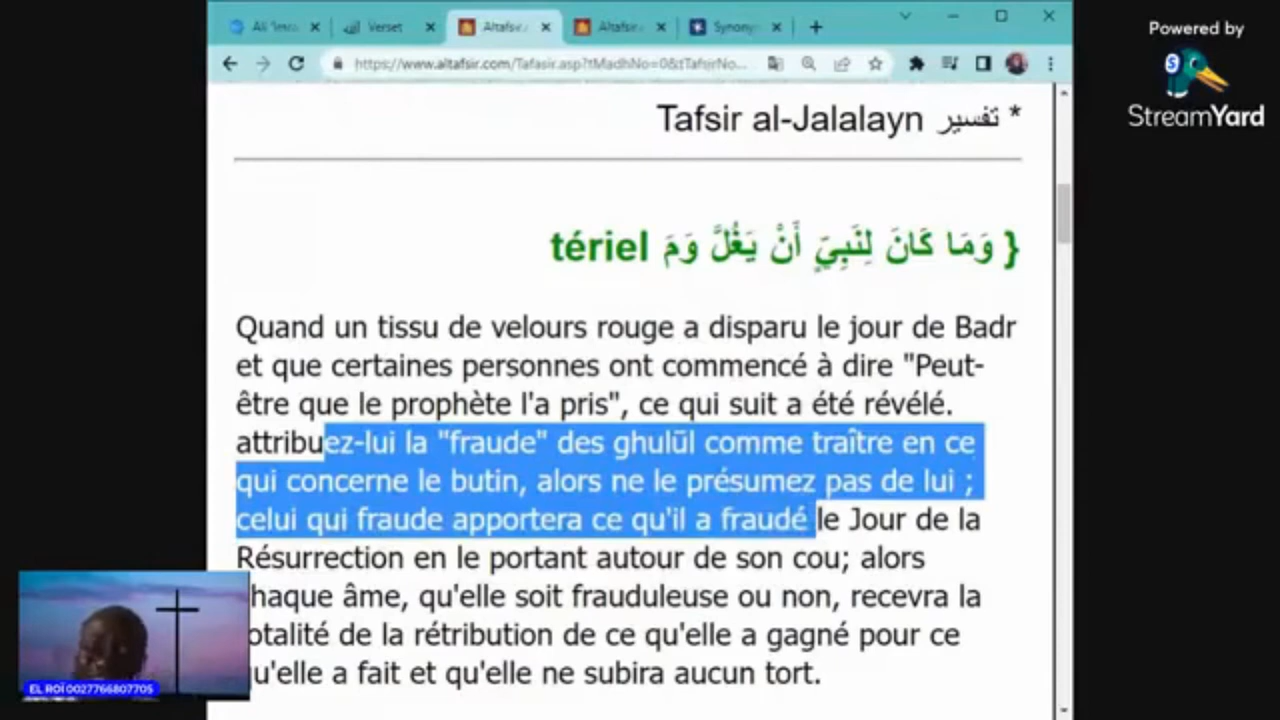 Verset
Altafsir.
Altafsir.
Synony
https://www.altafsir.com/Tafasir.asp?tMadhNo=0&tTafsirNo...
Powered by
StreamYard
* تفسير Tafsir al-Jalalayn
{ وَمَا كَانَ لِنَبِيٍّ أَنْ يَغُلَّ وَمَ tériel
Quand un tissu de velours rouge a disparu le jour de Badr
et que certaines personnes ont commencé à dire "Peut-
être que le prophète l'a pris", ce qui suit a été révélé.
attribuez-lui la "fraude" des ghulūl comme traître en ce
qui concerne le butin, alors ne le présumez pas de lui ;
celui qui fraude apportera ce qu'il a fraudé le Jour de la
Résurrection en le portant autour de son cou; alors
haque âme, qu'elle soit frauduleuse ou non, recevra la
otalité de la rétribution de ce qu'elle a gagné pour ce
u'elle a fait et qu'elle ne subira aucun tort.
EL ROÏ 0027766807705